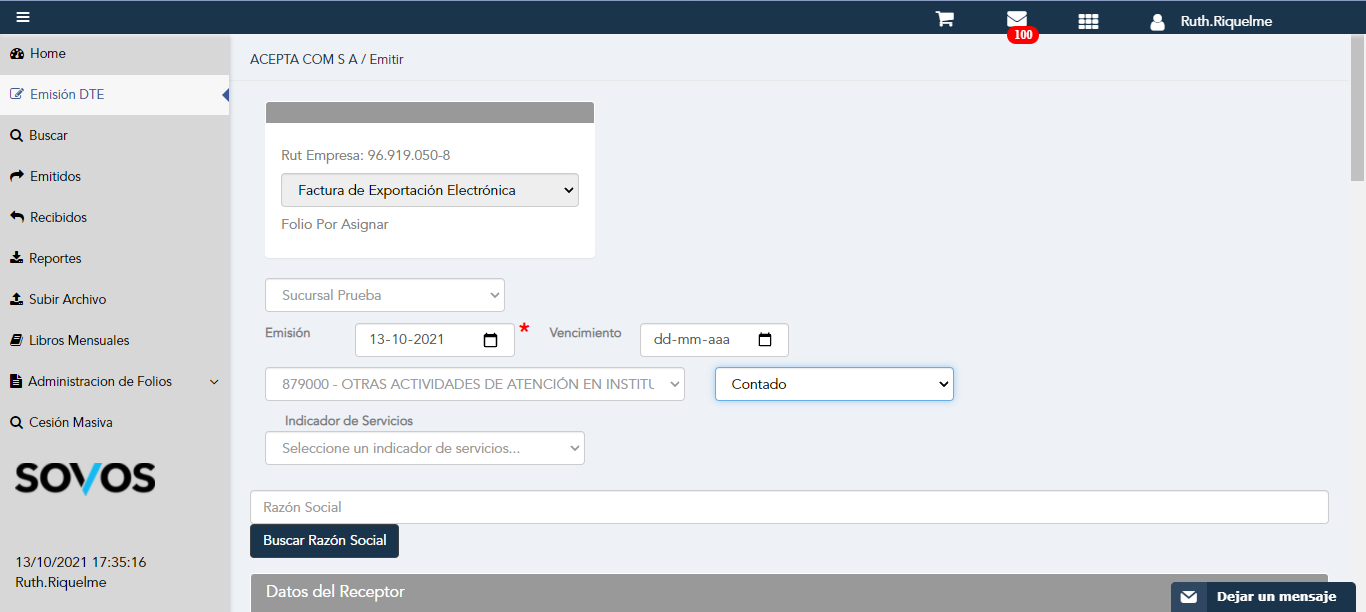 Ruth.Riquelme
100
Home
Emisión DTE
Buscar
Emitidos
Recibidos
Reportes
Subir Archivo
Libros Mensuales
Administracion de Folios
Cesión Masiva
SOVOS
13/10/2021 17:35:16
Ruth.Riquelme
ACEPTA COM S A / Emitir
Rut Empresa: 96.919.050-8
Factura de Exportación Electrónica
Folio Por Asignar
Sucursal Prueba
Emisión 13-10-2021 * Vencimiento dd-mm-aaa
879000 - OTRAS ACTIVIDADES DE ATENCIÓN EN INSTITU Contado
Indicador de Servicios
Seleccione un indicador de servicios...
Razón Social
Buscar Razón Social
Datos del Receptor
Dejar un mensaje